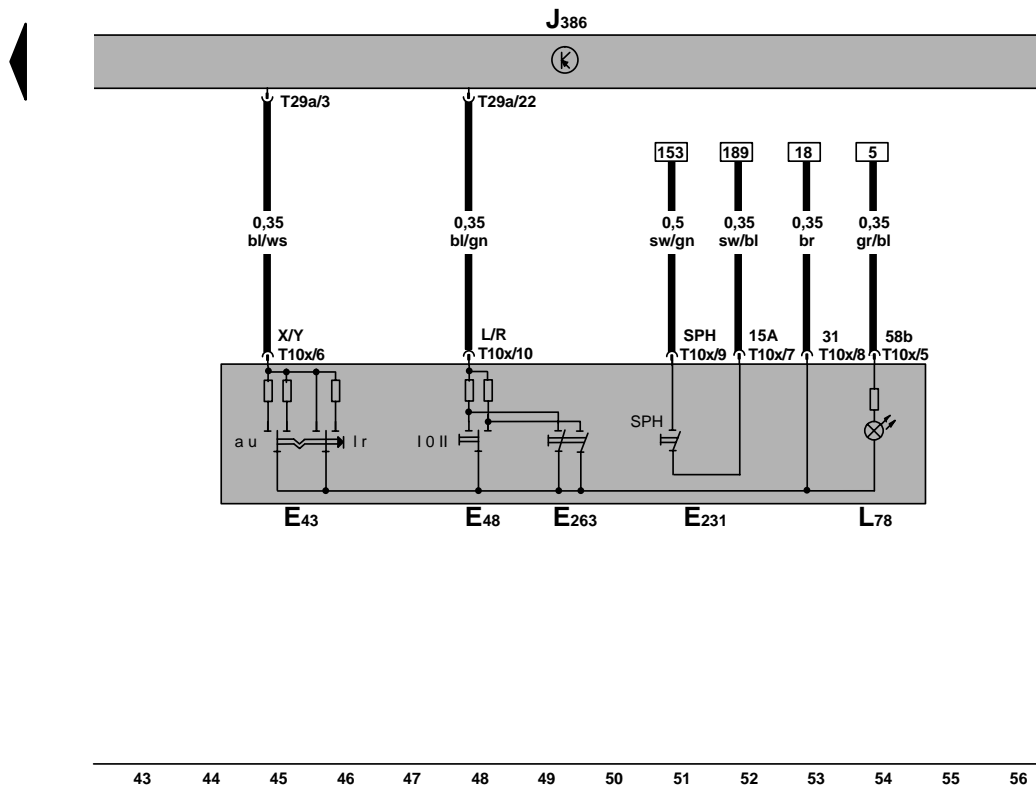 J386
T29a/3 T29a/22
153 189 18 5
0,35 0,35 0,5 0,35 0,35 0,35
bl/ws bl/gn sw/gn sw/bl br gr/bl
X/Y L/R SPH 15A 31 58b
T10x/6 T10x/10 T10x/9 T10x/7 T10x/8 T10x/5
SPH
a u l r I 0 II
E43 E48 E263 E231 L78
43 44 45 46 47 48 49 50 51 52 53 54 55 56